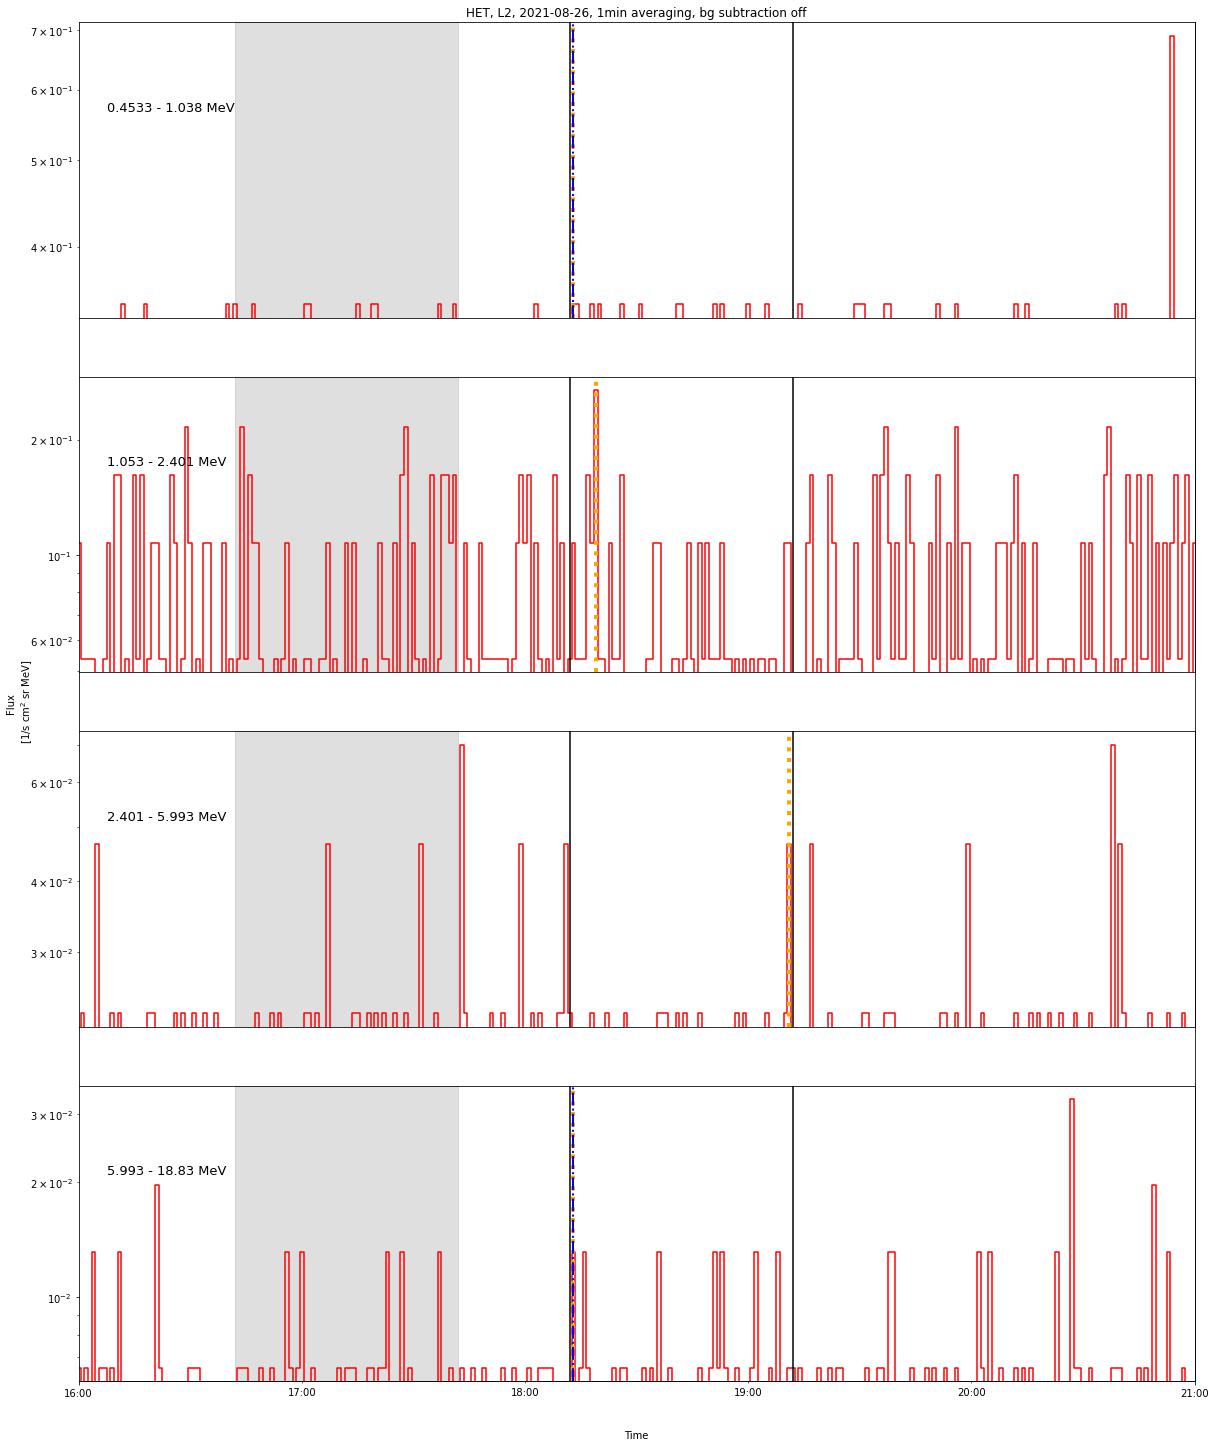 HET, L2, 2021-08-26, 1min averaging, bg subtraction off
7 × 10⁻¹
6 × 10⁻¹
0.4533 - 1.038 MeV
5 × 10⁻¹
4 × 10⁻¹
2 × 10⁻¹
1.053 - 2.401 MeV
10⁻¹
6 × 10⁻²
Flux
[1/s cm² sr MeV]
6 × 10⁻²
2.401 - 5.993 MeV
4 × 10⁻²
3 × 10⁻²
3 × 10⁻²
5.993 - 18.83 MeV
2 × 10⁻²
10⁻²
16:00 17:00 18:00 19:00 20:00 21:00
Time